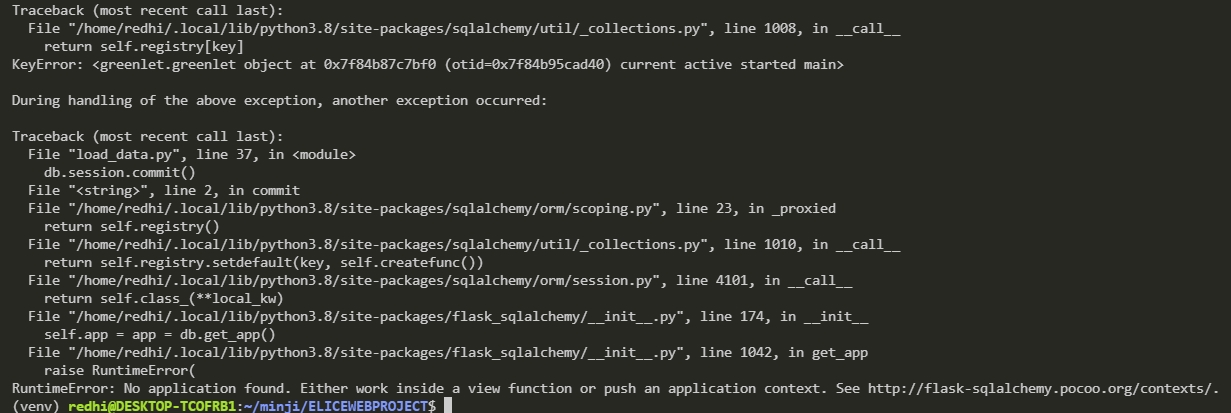 Traceback (most recent call last):
  File "/home/redhi/.local/lib/python3.8/site-packages/sqlalchemy/util/_collections.py", line 1008, in __call__
    return self.registry[key]
KeyError: <greenlet.greenlet object at 0x7f84b87c7bf0 (otid=0x7f84b95cad40) current active started main>

During handling of the above exception, another exception occurred:

Traceback (most recent call last):
  File "load_data.py", line 37, in <module>
    db.session.commit()
  File "<string>", line 2, in commit
  File "/home/redhi/.local/lib/python3.8/site-packages/sqlalchemy/orm/scoping.py", line 23, in _proxied
    return self.registry()
  File "/home/redhi/.local/lib/python3.8/site-packages/sqlalchemy/util/_collections.py", line 1010, in __call__
    return self.registry.setdefault(key, self.createfunc())
  File "/home/redhi/.local/lib/python3.8/site-packages/sqlalchemy/orm/session.py", line 4101, in __call__
    return self.class_(**local_kw)
  File "/home/redhi/.local/lib/python3.8/site-packages/flask_sqlalchemy/__init__.py", line 174, in __init__
    self.app = app = db.get_app()
  File "/home/redhi/.local/lib/python3.8/site-packages/flask_sqlalchemy/__init__.py", line 1042, in get_app
    raise RuntimeError(
RuntimeError: No application found. Either work inside a view function or push an application context. See http://flask-sqlalchemy.pocoo.org/contexts/.
(venv) redhi@DESKTOP-TCOFRB1:~/minji/ELICEWEBPROJECT$